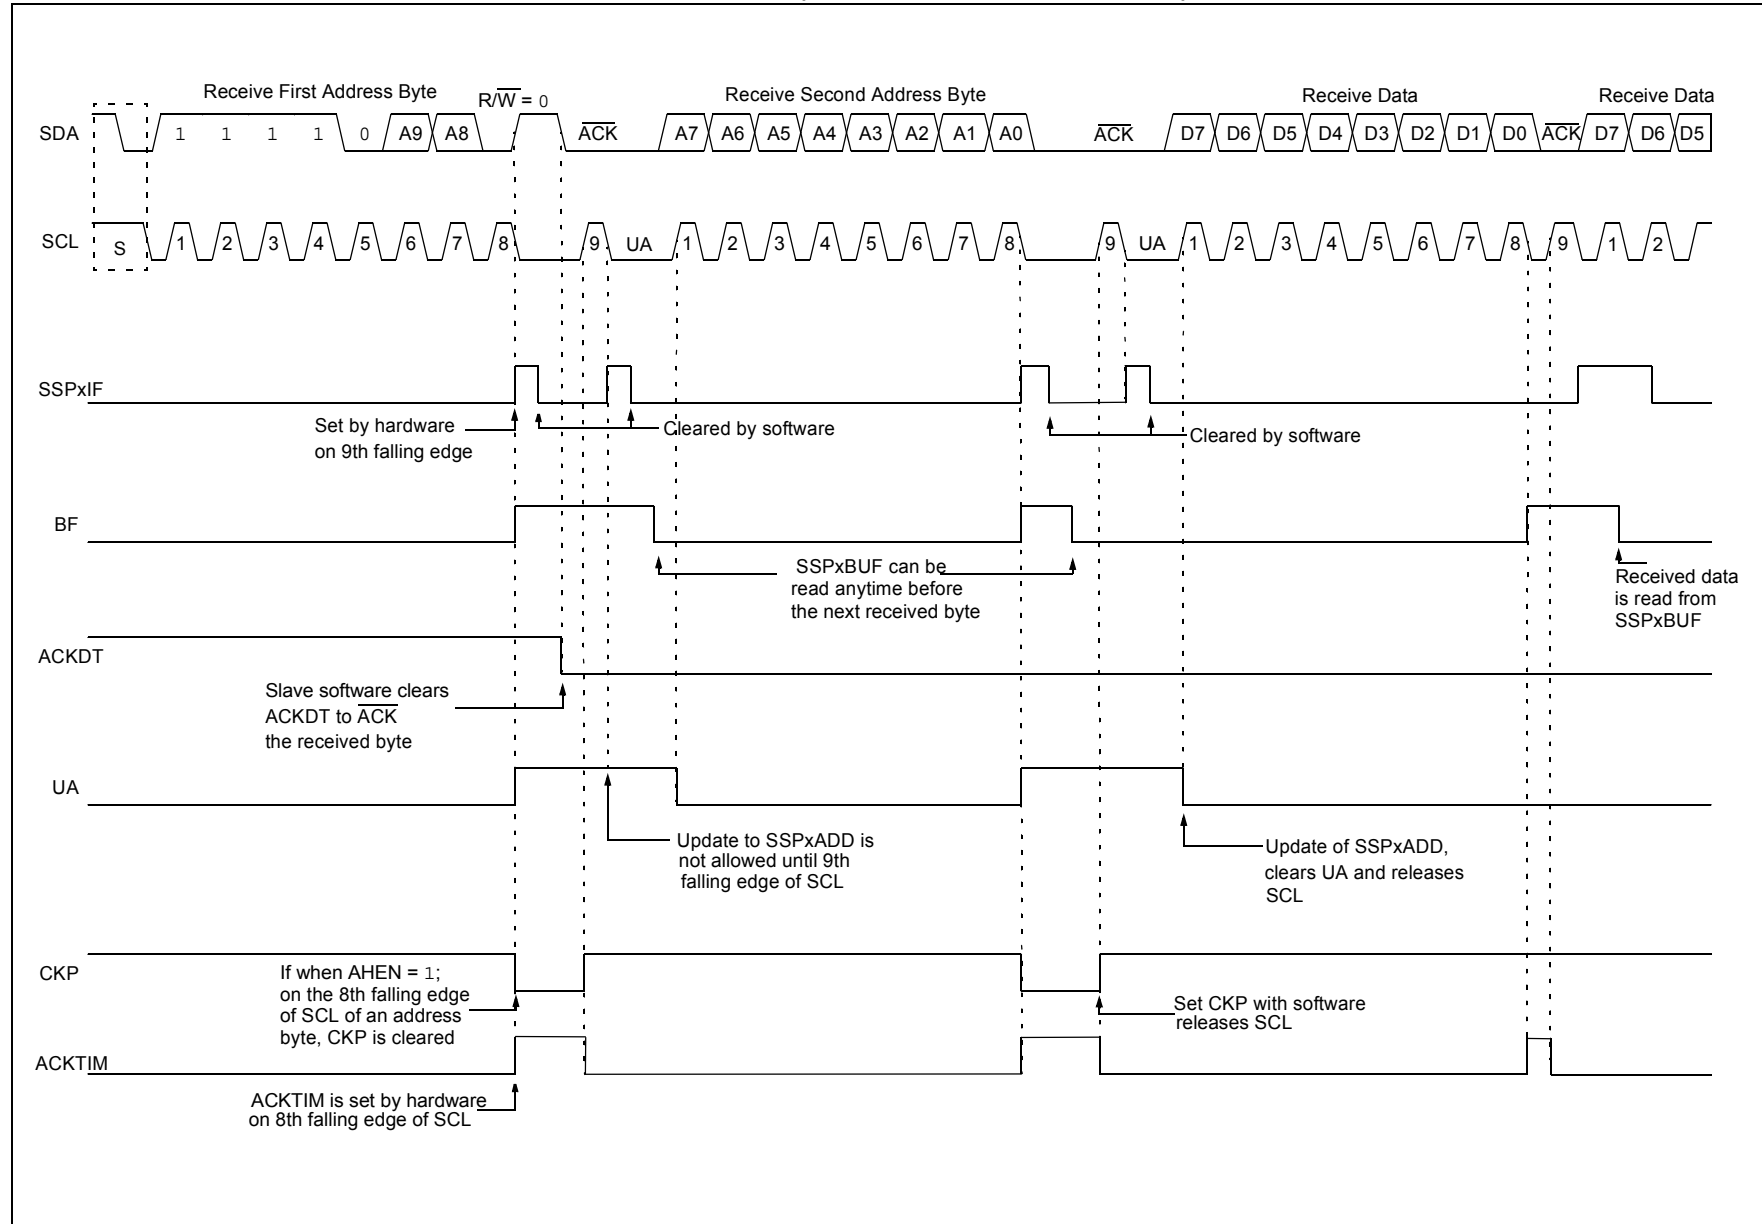 Receive First Address Byte
R/W = 0
Receive Second Address Byte
Receive Data
Receive Data
SDA
1 1 1 1 0 A9 A8
ACK
A7 A6 A5 A4 A3 A2 A1 A0
ACK
D7 D6 D5 D4 D3 D2 D1 D0
ACK
D7 D6 D5
SCL
S
1 2 3 4 5 6 7 8
9
UA
1 2 3 4 5 6 7 8
9
UA
1 2 3 4 5 6 7 8 9
1 2
SSPxIF
Set by hardware
on 9th falling edge
Cleared by software
Cleared by software
BF
SSPxBUF can be
read anytime before
the next received byte
Received data
is read from
SSPxBUF
ACKDT
Slave software clears
ACKDT to ACK
the received byte
UA
Update to SSPxADD is
not allowed until 9th
falling edge of SCL
Update of SSPxADD,
clears UA and releases
SCL
CKP
If when AHEN = 1;
on the 8th falling edge
of SCL of an address
byte, CKP is cleared
Set CKP with software
releases SCL
ACKTIM
ACKTIM is set by hardware
on 8th falling edge of SCL